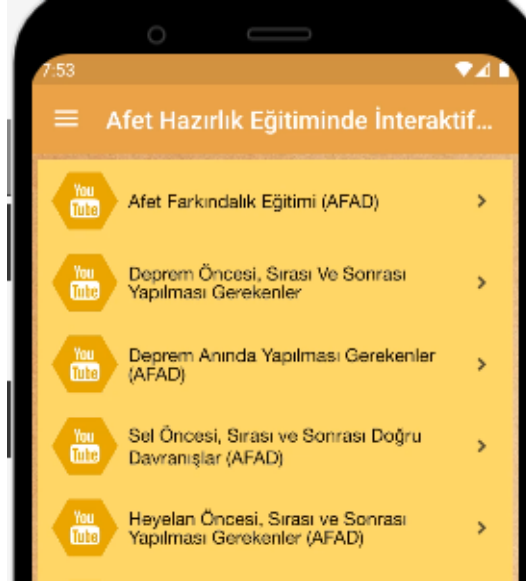 7:53
Afet Hazırlık Eğitiminde İnteraktif...
You
Tube
Afet Farkındalık Eğitimi (AFAD)
You
Tube
Deprem Öncesi, Sırası Ve Sonrası
Yapılması Gerekenler
You
Tube
Deprem Anında Yapılması Gerekenler
(AFAD)
You
Tube
Sel Öncesi, Sırası ve Sonrası Doğru
Davranışlar (AFAD)
You
Tube
Heyelan Öncesi, Sırası ve Sonrası
Yapılması Gerekenler (AFAD)